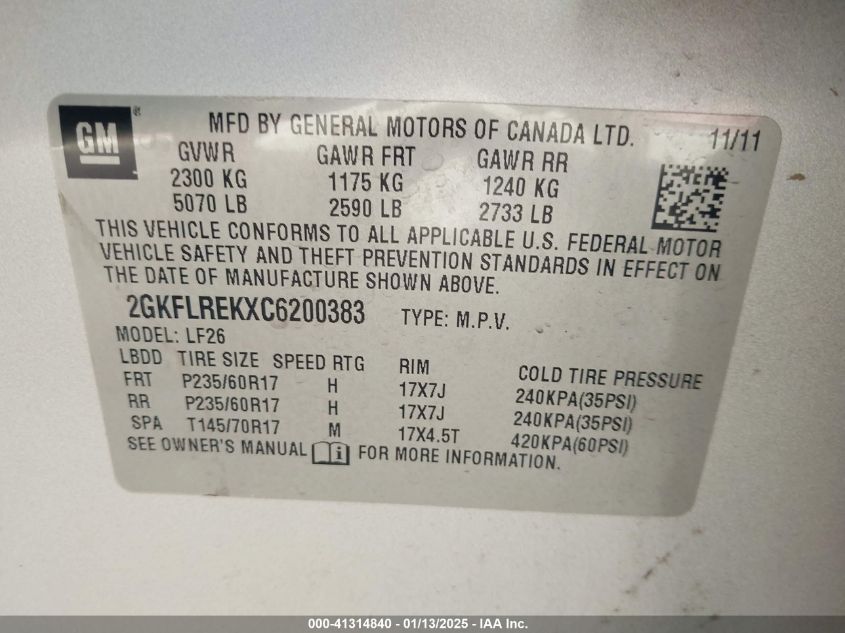 GM ® MFD BY GENERAL MOTORS OF CANADA LTD. 11/11
GVWR GAWR FRT GAWR RR
2300 KG 1175 KG 1240 KG
5070 LB 2590 LB 2733 LB
THIS VEHICLE CONFORMS TO ALL APPLICABLE U.S. FEDERAL MOTOR
VEHICLE SAFETY AND THEFT PREVENTION STANDARDS IN EFFECT ON
THE DATE OF MANUFACTURE SHOWN ABOVE.
2GKFLREKXC6200383 TYPE: M.P.V.
MODEL: LF26
LBDD TIRE SIZE SPEED RTG RIM COLD TIRE PRESSURE
FRT P235/60R17 H 17X7J 240KPA(35PSI)
RR P235/60R17 H 17X7J 240KPA(35PSI)
SPA T145/70R17 M 17X4.5T 420KPA(60PSI)
SEE OWNER'S MANUAL i FOR MORE INFORMATION.
000-41314840 - 01/13/2025 - IAA Inc.